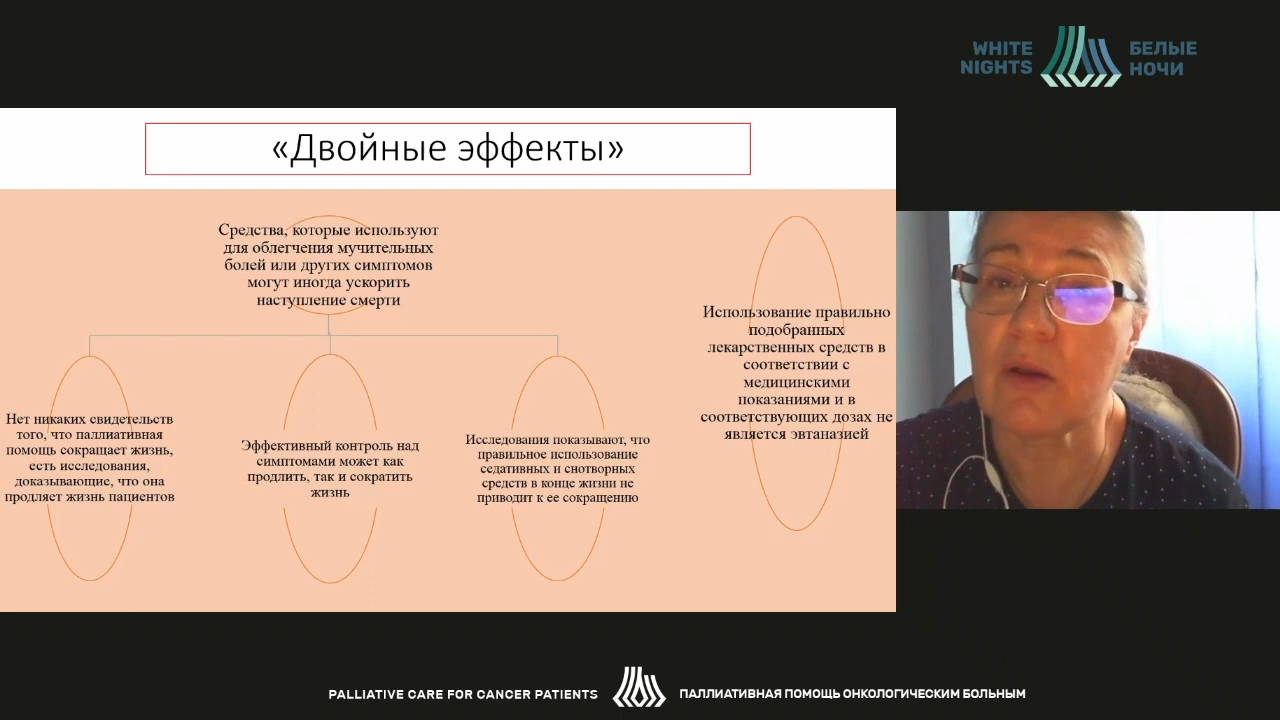 WHITE
NIGHTS
БЕЛЫЕ
НОЧИ
«Двойные эффекты»
Средства, которые используют
для облегчения мучительных
болей или других симптомов
могут иногда ускорить
наступление смерти
Нет никаких свидетельств
того, что паллиативная
помощь сокращает жизнь,
есть исследования,
доказывающие, что она
продляет жизнь пациентов
Эффективный контроль над
симптомами может как
продлить, так и сократить
жизнь
Исследования показывают, что
правильное использование
седативных и снотворных
средств в конце жизни не
приводит к ее сокращению
Использование правильно
подобранных
лекарственных средств в
соответствии с
медицинскими
показаниями и в
соответствующих дозах не
является эвтаназией
PALLIATIVE CARE FOR CANCER PATIENTS
ПАЛЛИАТИВНАЯ ПОМОЩЬ ОНКОЛОГИЧЕСКИМ БОЛЬНЫМ